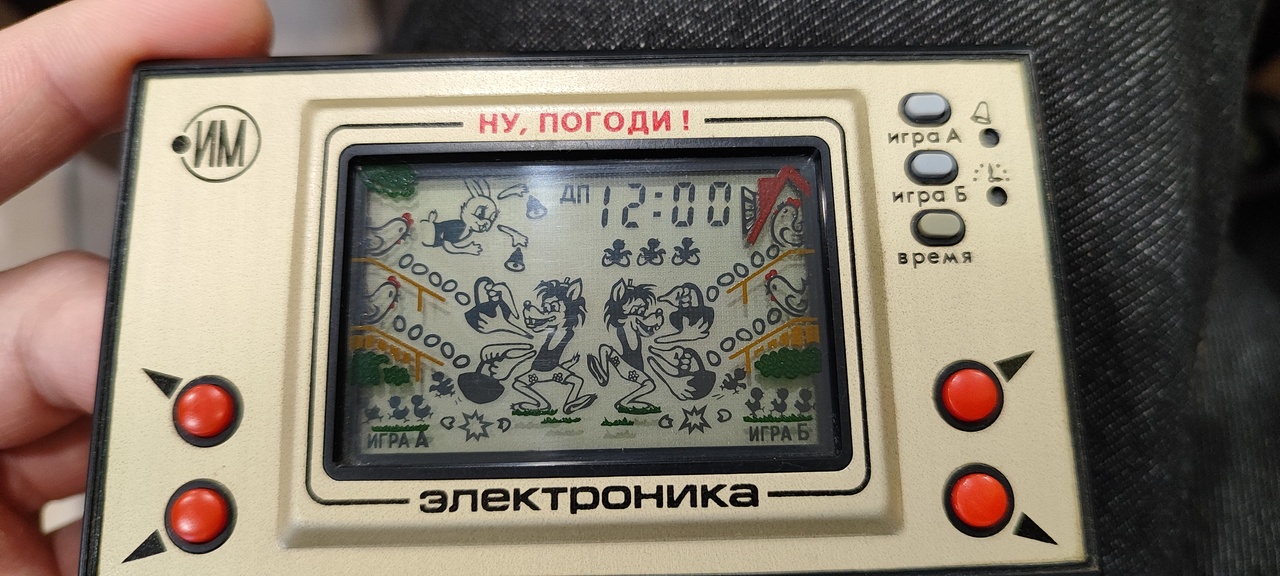 ИМ
НУ, ПОГОДИ!
игра А
игра Б
время
ДП 12:00
ИГРА А
ИГРА Б
электроника